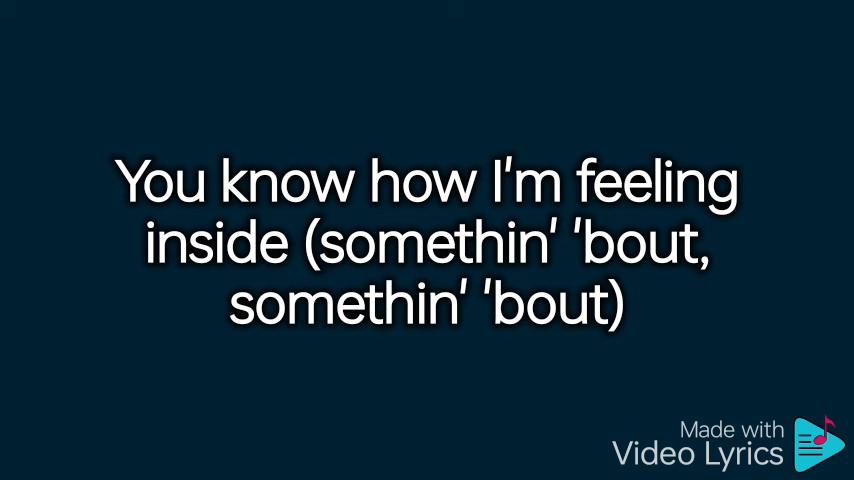 You know how I'm feeling
inside (somethin' 'bout,
somethin' 'bout)
Made with
Video Lyrics